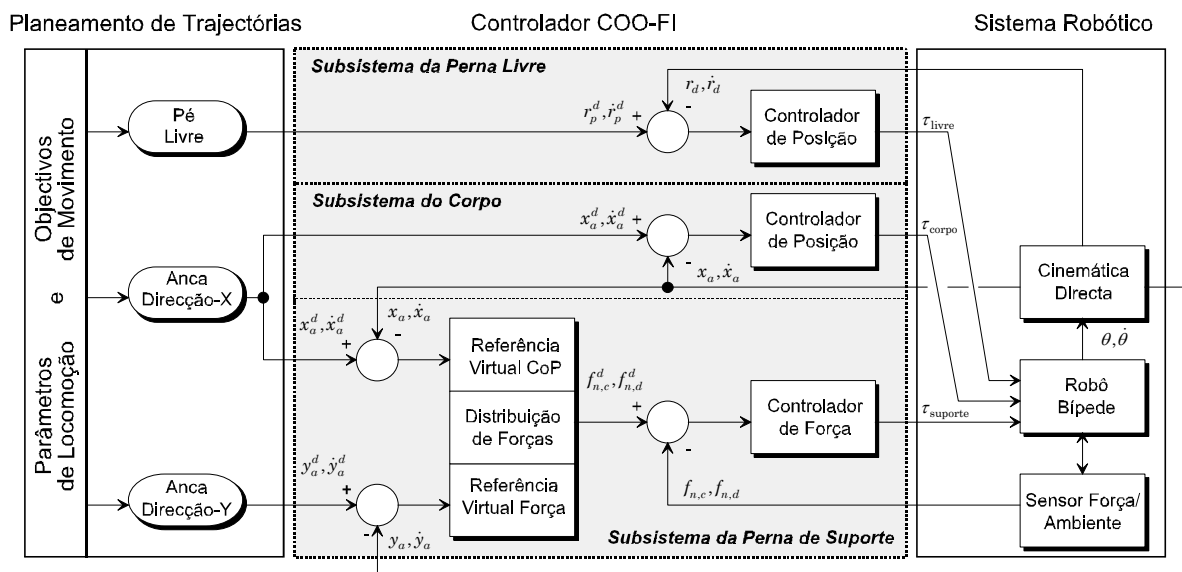 Planeamento de Trajectórias
Controlador COO-FI
Sistema Robótico
Objectivos
de Movimento
e
Parâmetros
de Locomoção
Pé
Livre
Anca
Direcção-X
Anca
Direcção-Y
Subsistema da Perna Livre
r_p^d, ṙ_p^d +
r_d, ṙ_d
-
Controlador
de Posição
τ_livre
Subsistema do Corpo
x_a^d, ẋ_a^d +
-
x_a, ẋ_a
Controlador
de Posição
τ_corpo
x_a^d, ẋ_a^d
+
x_a, ẋ_a
-
Referência
Virtual CoP
Distribuição
de Forças
Referência
Virtual Força
y_a^d, ẏ_a^d
+
-
y_a, ẏ_a
f_{n,c}^d, f_{n,d}^d
+
-
f_{n,c}, f_{n,d}
Controlador
de Força
τ_suporte
Subsistema da Perna de Suporte
Cinemática
Directa
θ, θ̇
Robô
Bípede
Sensor Força/
Ambiente